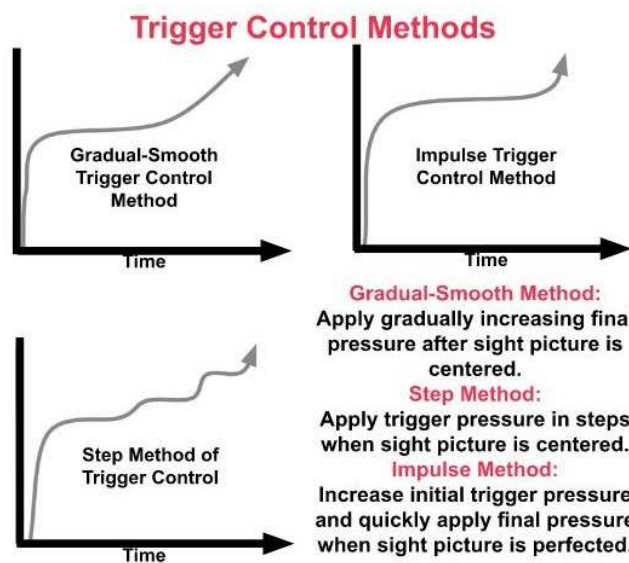 Trigger Control Methods
Gradual-Smooth
Trigger Control
Method
Time
Impulse Trigger
Control Method
Time
Step Method of
Trigger Control
Time
Gradual-Smooth Method:
Apply gradually increasing final
pressure after sight picture is
centered.
Step Method:
Apply trigger pressure in steps
when sight picture is centered.
Impulse Method:
Increase initial trigger pressure
and quickly apply final pressure
when sight picture is perfected.